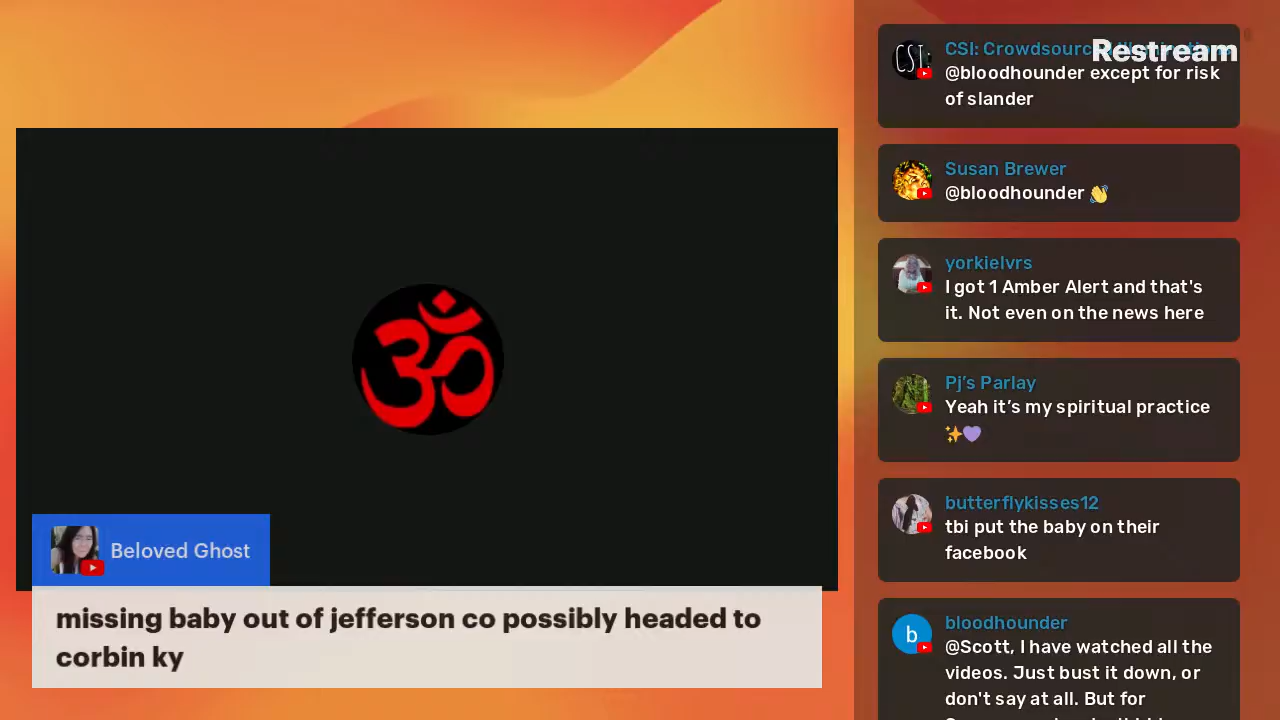 CSI: Crowdsourc
Restream
@bloodhounder except for risk
of slander
Susan Brewer
@bloodhounder 👋
yorkielvrs
I got 1 Amber Alert and that's
it. Not even on the news here
Pj’s Parlay
Yeah it’s my spiritual practice
✨💜
butterflykisses12
tbi put the baby on their
facebook
b
bloodhounder
@Scott, I have watched all the
videos. Just bust it down, or
don't say at all. But for
CSI:
ॐ
Beloved Ghost
missing baby out of jefferson co possibly headed to
corbin ky